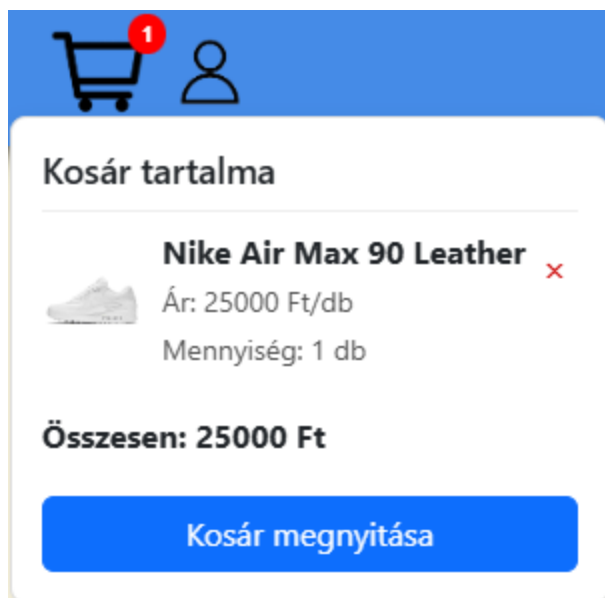 1
Kosár tartalma
Nike Air Max 90 Leather
×
Ár: 25000 Ft/db
Mennyiség: 1 db
Összesen: 25000 Ft
Kosár megnyitása